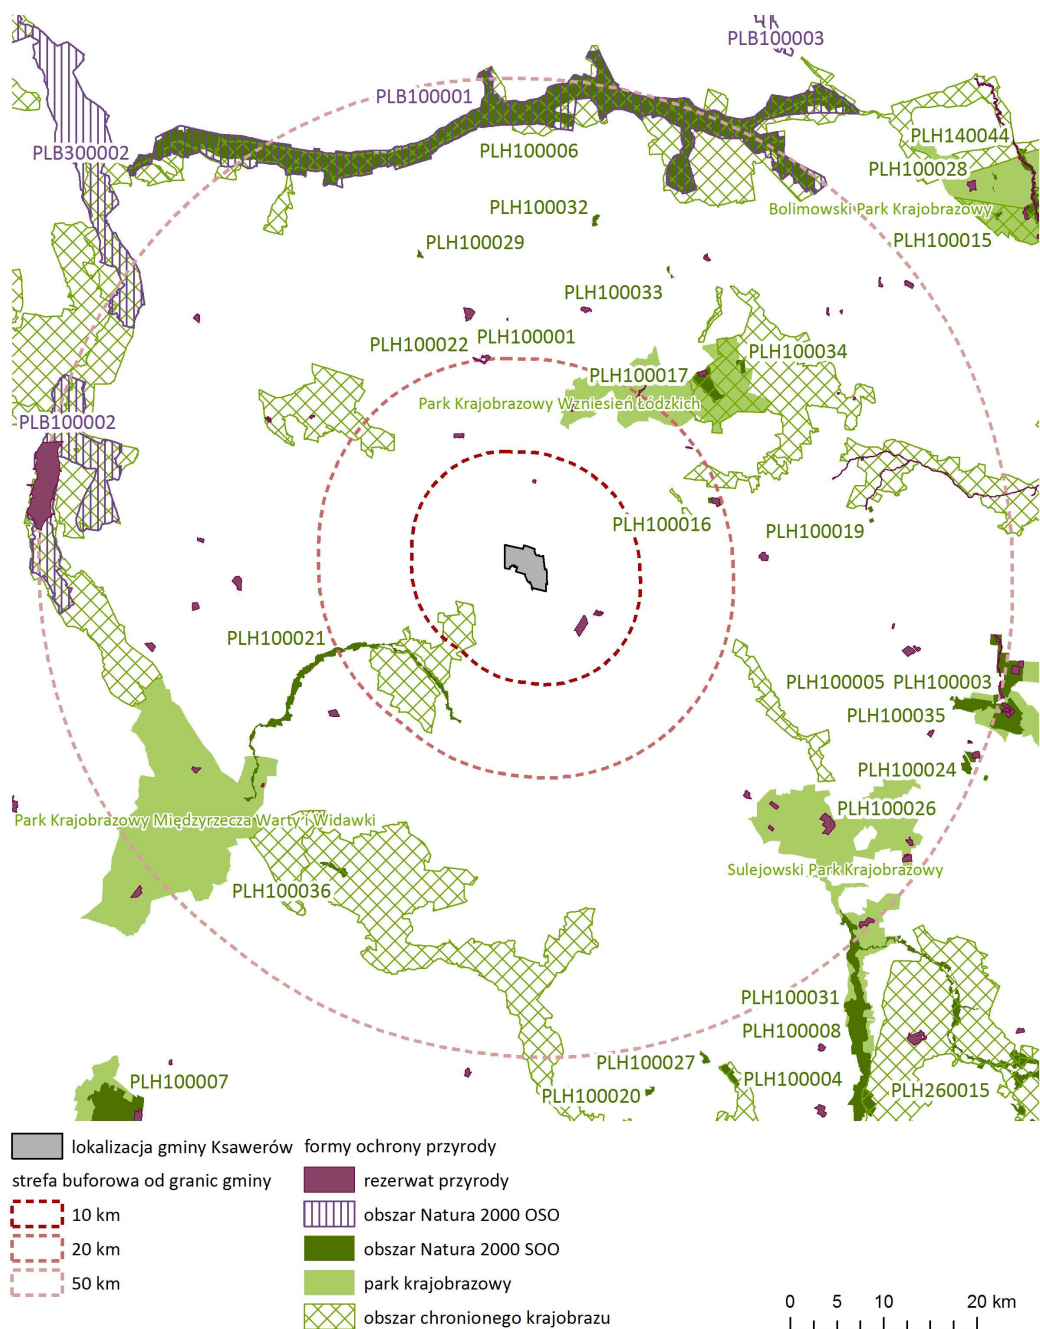 PLB100003
PLB100001
PLH140044
PLB300002
PLH100006
PLH100028
PLH100032
Bolimowski Park Krajobrazowy
PLH100029
PLH100015
PLH100033
PLH100001
PLH100022
PLH100034
PLH100017
Park Krajobrazowy Wzniesień Łódzkich
PLB100002
PLH100016
PLH100019
PLH100021
PLH100005 PLH100003
PLH100035
PLH100024
PLH100026
Park Krajobrazowy Międzyrzecza Warty i Widawki
Sulejowski Park Krajobrazowy
PLH100036
PLH100031
PLH100008
PLH100027
PLH100007
PLH100004
PLH100020
PLH260015
lokalizacja gminy Ksawerów
strefa buforowa od granic gminy
10 km
20 km
50 km
formy ochrony przyrody
rezerwat przyrody
obszar Natura 2000 OSO
obszar Natura 2000 SOO
park krajobrazowy
obszar chronionego krajobrazu
0 5 10 20 km